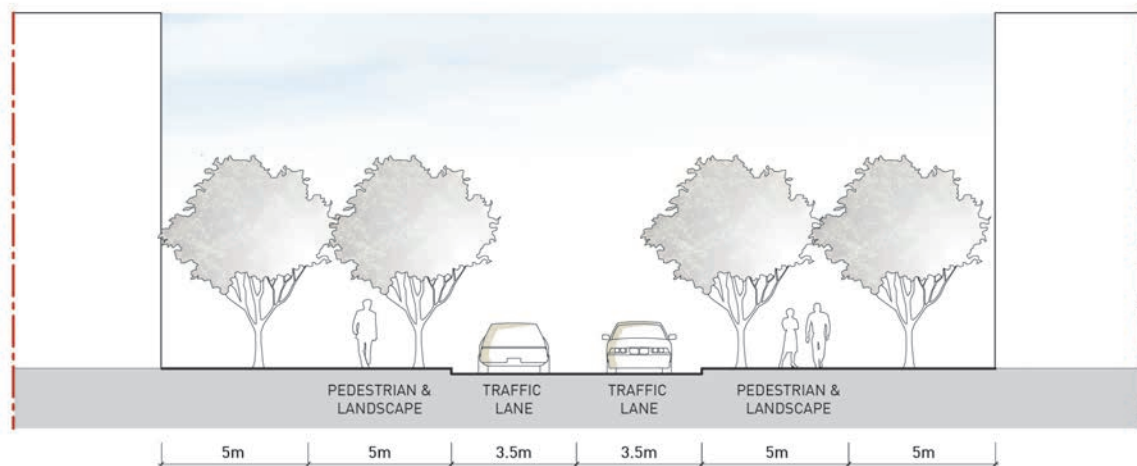 PEDESTRIAN &
LANDSCAPE
TRAFFIC
LANE
TRAFFIC
LANE
PEDESTRIAN &
LANDSCAPE
5m 5m 3.5m 3.5m 5m 5m